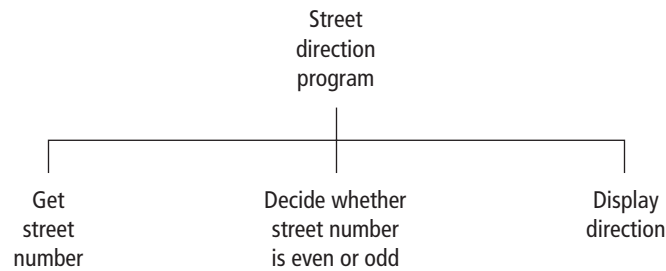 Street
direction
program
Get
street
number
Decide whether
street number
is even or odd
Display
direction